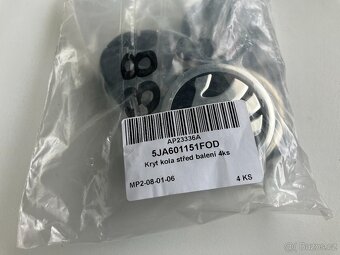 AP23336A
5JA601151FOD
Kryt kola střed balení 4ks
MP2-08-01-06 4 KS